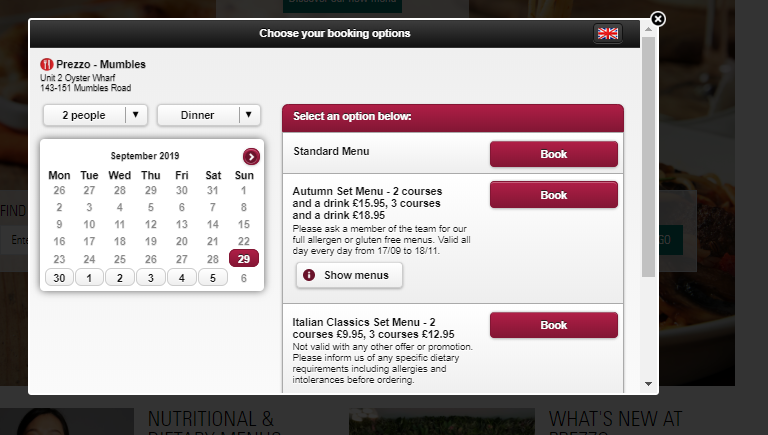 Discover our new menu
Choose your booking options
Prezzo - Mumbles
Unit 2 Oyster Wharf
143-151 Mumbles Road
2 people
Dinner
September 2019
Mon Tue Wed Thu Fri Sat Sun
26 27 28 29 30 31 1
2 3 4 5 6 7 8
9 10 11 12 13 14 15
16 17 18 19 20 21 22
23 24 25 26 27 28 29
30 1 2 3 4 5 6
Select an option below:
Standard Menu
Book
Autumn Set Menu - 2 courses
and a drink £15.95, 3 courses
and a drink £18.95
Book
Please ask a member of the team for our
full allergen or gluten free menus. Valid all
day every day from 17/09 to 18/11.
Show menus
Italian Classics Set Menu - 2
courses £9.95, 3 courses £12.95
Book
Not valid with any other offer or promotion.
Please inform us of any specific dietary
requirements including allergies and
intolerances before ordering.
FIND
Ente
GO
NUTRITIONAL &
DIETARY MENUS
WHAT'S NEW AT
PREZZO